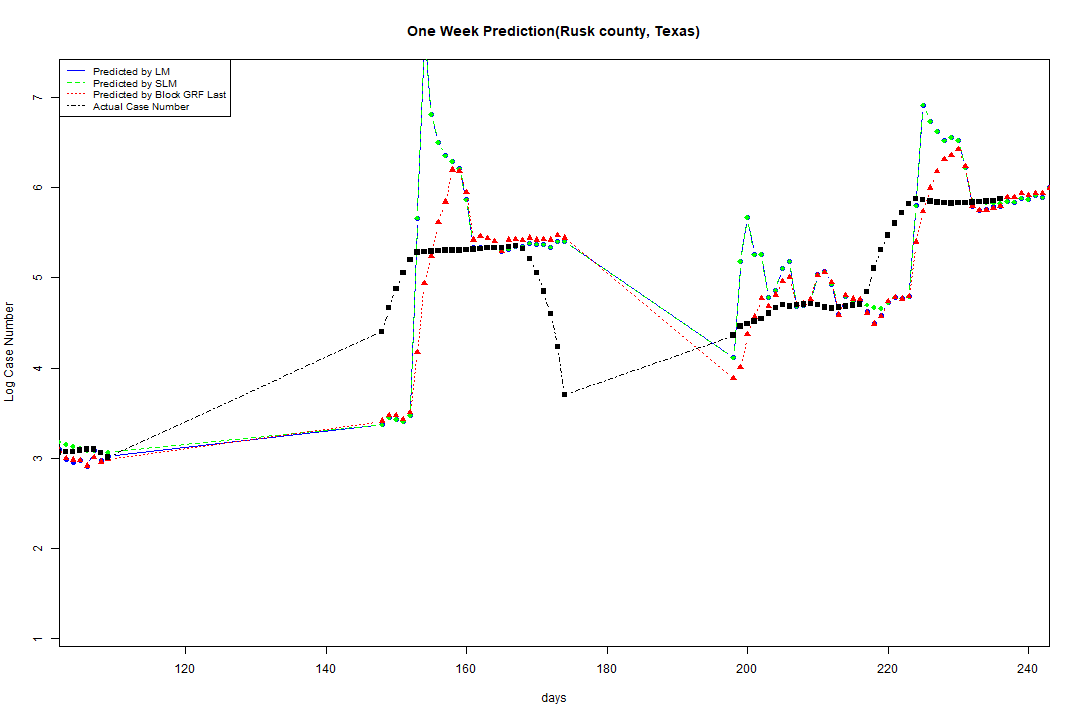 One Week Prediction(Rusk county, Texas)
Predicted by LM
Predicted by SLM
Predicted by Block GRF Last
Actual Case Number
7
6
5
4
3
2
1
Log Case Number
120 140 160 180 200 220 240
days